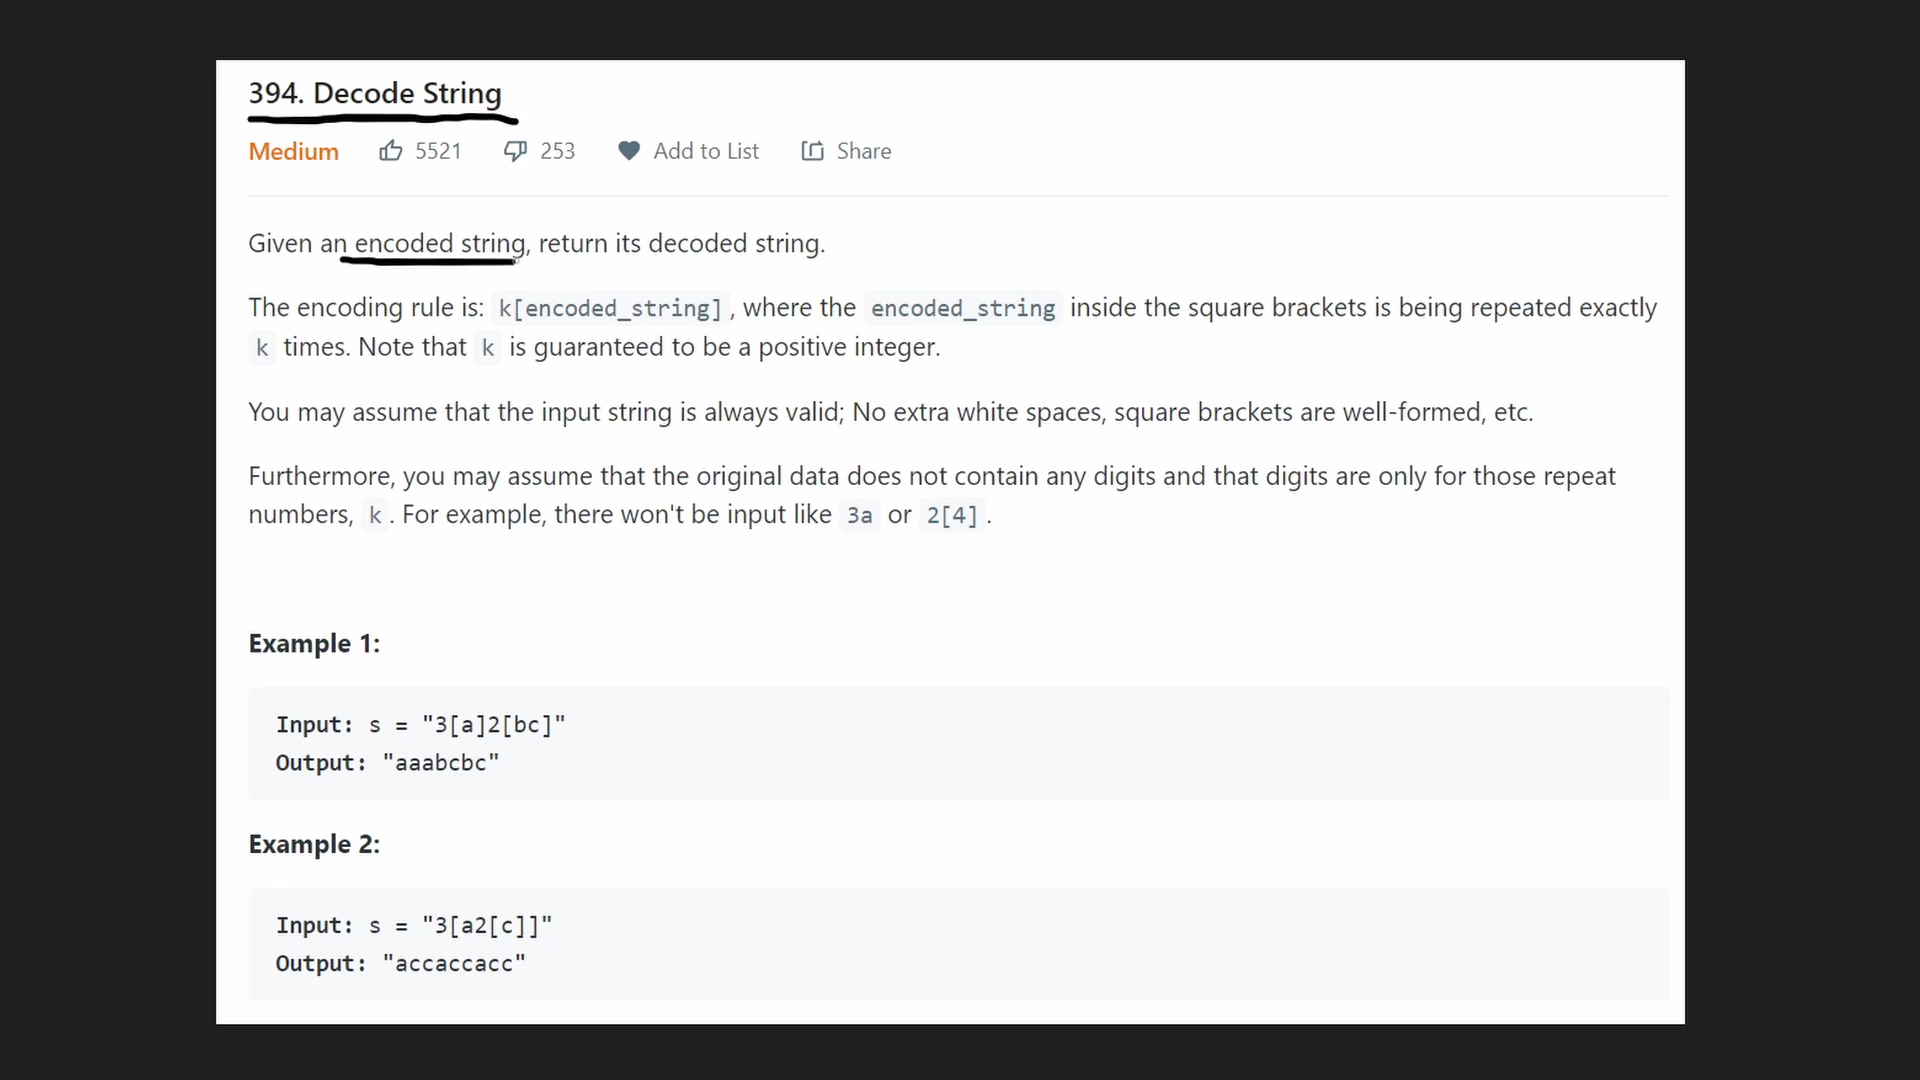 394. Decode String
Medium 5521 253 Add to List Share
Given an encoded string, return its decoded string.
The encoding rule is: k[encoded_string], where the encoded_string inside the square brackets is being repeated exactly
k times. Note that k is guaranteed to be a positive integer.
You may assume that the input string is always valid; No extra white spaces, square brackets are well-formed, etc.
Furthermore, you may assume that the original data does not contain any digits and that digits are only for those repeat
numbers, k. For example, there won't be input like 3a or 2[4].
Example 1:
Input: s = "3[a]2[bc]"
Output: "aaabcbc"
Example 2:
Input: s = "3[a2[c]]"
Output: "accaccacc"